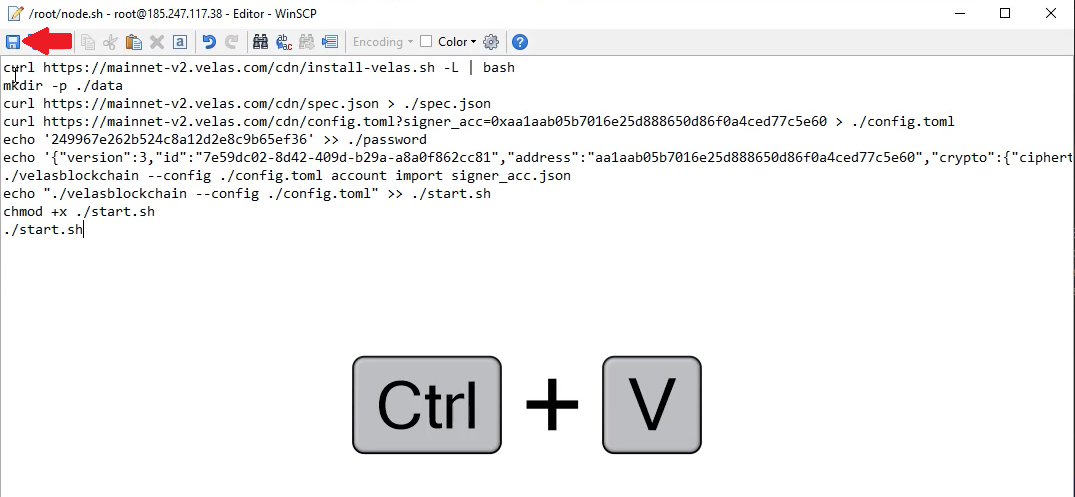 /root/node.sh - root@185.247.117.38 - Editor - WinSCP
Encoding Color
curl https://mainnet-v2.velas.com/cdn/install-velas.sh -L | bash
mkdir -p ./data
curl https://mainnet-v2.velas.com/cdn/spec.json > ./spec.json
curl https://mainnet-v2.velas.com/cdn/config.toml?signer_acc=0xaa1aab05b7016e25d888650d86f0a4ced77c5e60 > ./config.toml
echo '249967e262b524c8a12d2e8c9b65ef36' >> ./password
echo '{"version":3,"id":"7e59dc02-8d42-409d-b29a-a8a0f862cc81","address":"aa1aab05b7016e25d888650d86f0a4ced77c5e60","crypto":{"ciphert
./velasblockchain --config ./config.toml account import signer_acc.json
echo "./velasblockchain --config ./config.toml" >> ./start.sh
chmod +x ./start.sh
./start.sh
Ctrl + V